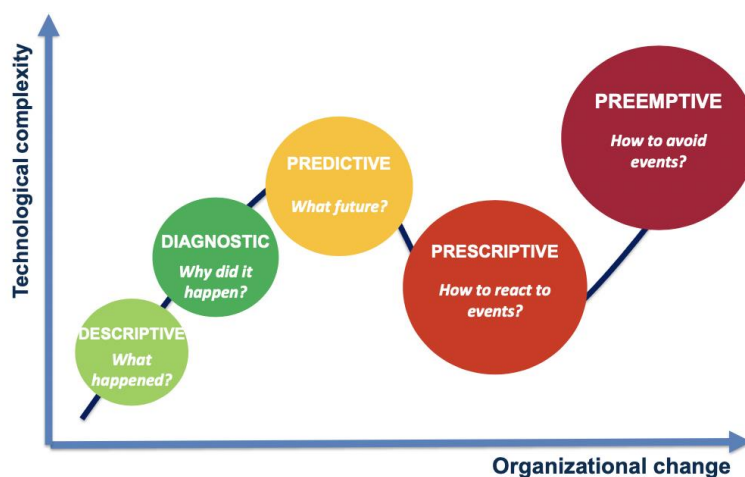 Technological complexity
PREEMPTIVE
How to avoid
events?
PREDICTIVE
What future?
DIAGNOSTIC
Why did it
happen?
PRESCRIPTIVE
How to react to
events?
DESCRIPTIVE
What
happened?
Organizational change